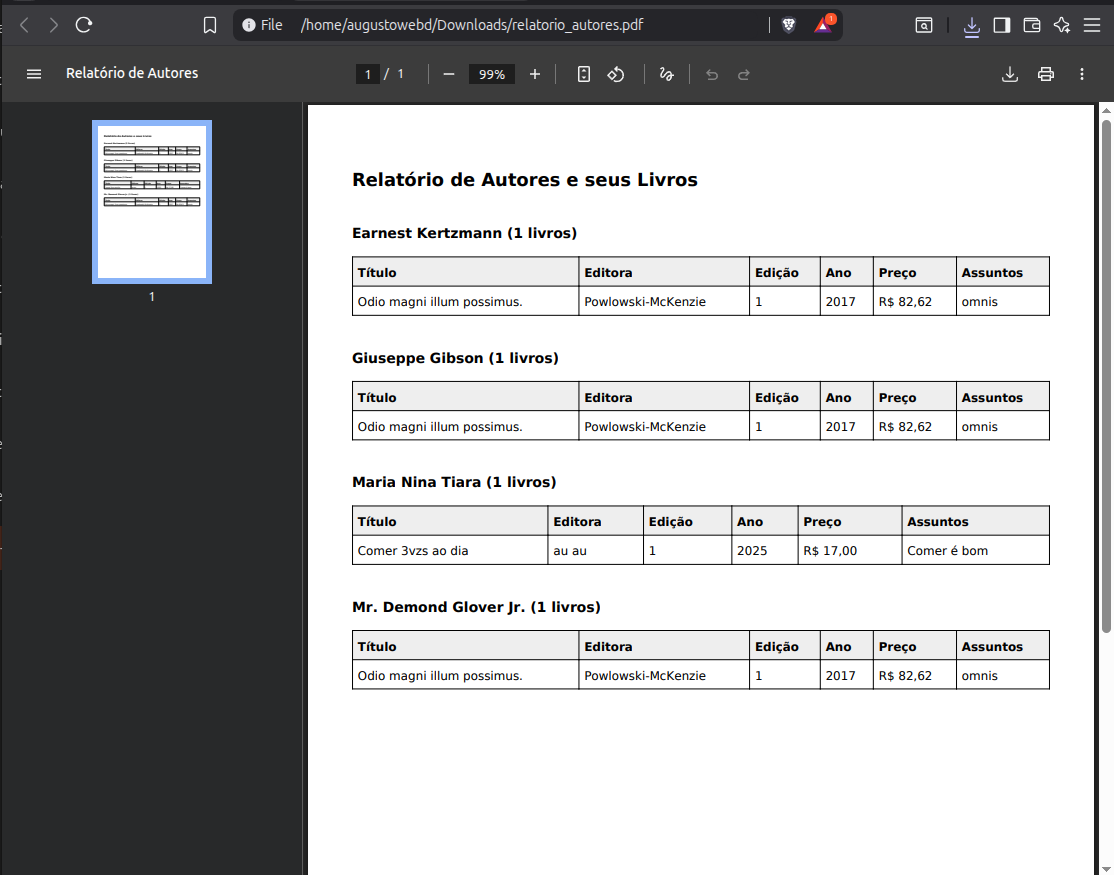 File /home/augustowebd/Downloads/relatorio_autores.pdf 1
Relatório de Autores 1 / 1 99%
1
Relatório de Autores e seus Livros
Earnest Kertzmann (1 livros)
Título Editora Edição Ano Preço Assuntos
Odio magni illum possimus. Powlowski-McKenzie 1 2017 R$ 82,62 omnis
Giuseppe Gibson (1 livros)
Título Editora Edição Ano Preço Assuntos
Odio magni illum possimus. Powlowski-McKenzie 1 2017 R$ 82,62 omnis
Maria Nina Tiara (1 livros)
Título Editora Edição Ano Preço Assuntos
Comer 3vzs ao dia au au 1 2025 R$ 17,00 Comer é bom
Mr. Demond Glover Jr. (1 livros)
Título Editora Edição Ano Preço Assuntos
Odio magni illum possimus. Powlowski-McKenzie 1 2017 R$ 82,62 omnis